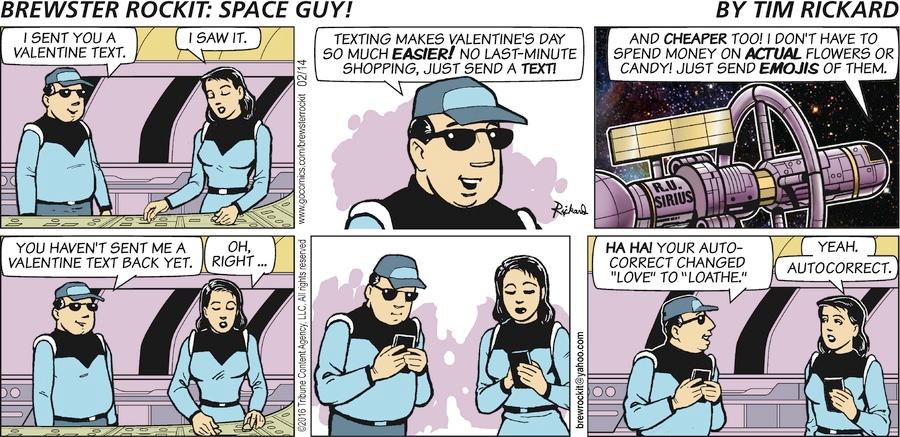 BREWSTER ROCKIT: SPACE GUY!
BY TIM RICKARD
I SENT YOU A
VALENTINE TEXT.
I SAW IT.
www.gocomics.com/brewsterrockit 02/14
TEXTING MAKES VALENTINE'S DAY
SO MUCH EASIER! NO LAST-MINUTE
SHOPPING, JUST SEND A TEXT!
Rickard
AND CHEAPER TOO! I DON'T HAVE TO
SPEND MONEY ON ACTUAL FLOWERS OR
CANDY! JUST SEND EMOJIS OF THEM.
R.U.
SIRIUS
YOU HAVEN'T SENT ME A
VALENTINE TEXT BACK YET.
OH,
RIGHT ...
©2016 Tribune Content Agency, LLC. All rights reserved
brewrockit@yahoo.com
HA HA! YOUR AUTO-
CORRECT CHANGED
"LOVE" TO "LOATHE."
YEAH.
AUTOCORRECT.